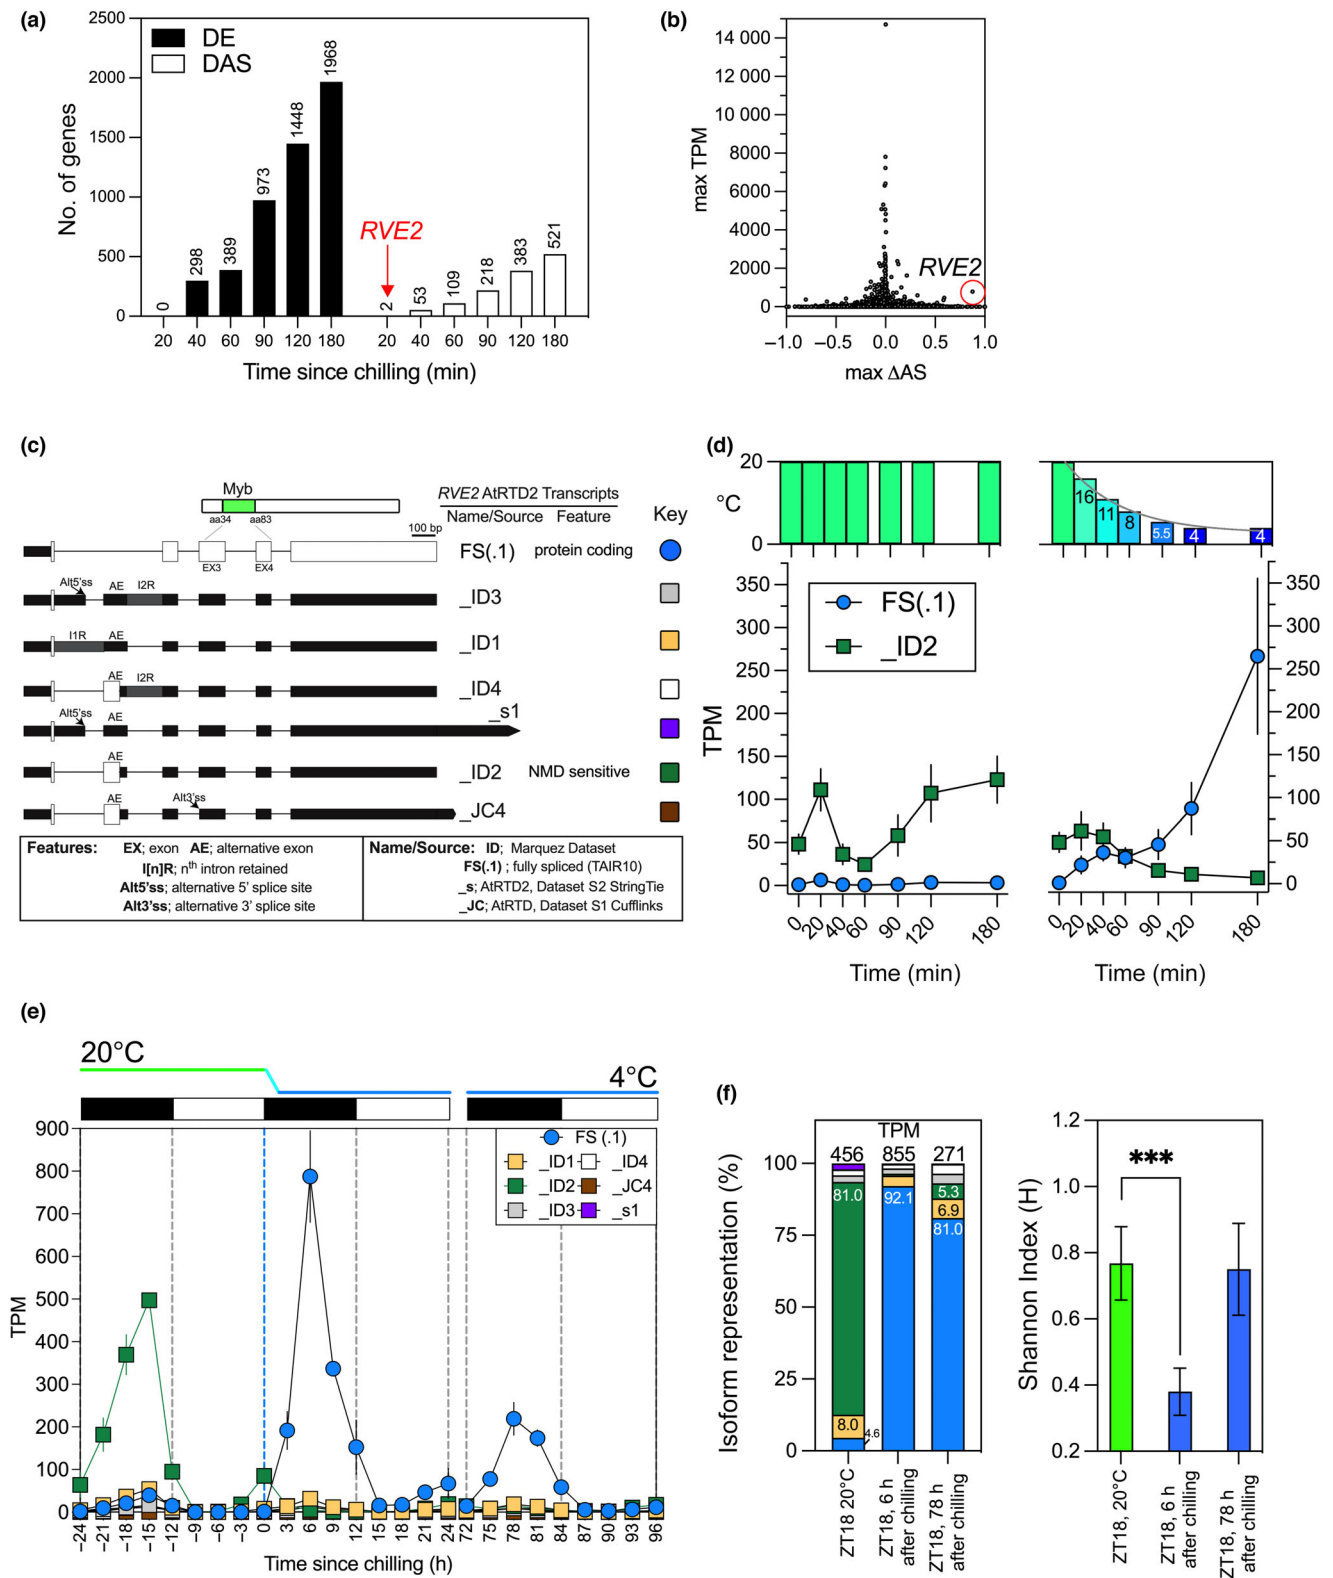 (a)
No. of genes
2500
2000
1500
1000
500
0
DE
DAS
0
298
389
973
1448
1968
RVE2
2
53
109
218
383
521
20 40 60 90 120 180 20 40 60 90 120 180
Time since chilling (min)
(b)
max TPM
14 000
12 000
10 000
8000
6000
4000
2000
0
RVE2
–1.0 –0.5 0.0 0.5 1.0
max ΔAS
(c)
Myb
aa34 aa83
RVE2 AtRTD2 Transcripts
Name/Source Feature
Key
100 bp
EX3 EX4
FS(.1) protein coding
Alt5'ss AE I2R
_ID3
I1R AE
_ID1
AE I2R
_ID4
Alt5'ss AE
_s1
AE
_ID2 NMD sensitive
AE Alt3'ss
_JC4
Features: EX; exon AE; alternative exon
I[n]R; nth intron retained
Alt5'ss; alternative 5' splice site
Alt3'ss; alternative 3' splice site
Name/Source: ID; Marquez Dataset
FS(.1) ; fully spliced (TAIR10)
_s; AtRTD2, Dataset S2 StringTie
_JC; AtRTD, Dataset S1 Cufflinks
(d)
°C
20
0
16
11
8
5.5
4
4
TPM
350
300
250
200
150
100
50
0
FS(.1)
_ID2
350
300
250
200
150
100
50
0
0 20 40 60 90 120 180
Time (min)
0 20 40 60 90 120 180
Time (min)
(e)
20°C
4°C
TPM
900
800
700
600
500
400
300
200
100
0
FS (.1)
_ID1 _ID4
_ID2 _JC4
_ID3 _s1
–24 –21 –18 –15 –12 –9 –6 –3 0 3 6 9 12 15 18 21 24 72 75 78 81 84 87 90 93 96
Time since chilling (h)
(f)
Isoform representation (%)
TPM
456 855 271
100
75
50
25
0
81.0
8.0
4.6
92.1
5.3
6.9
81.0
ZT18 20°C
ZT18, 6 h
after chilling
ZT18, 78 h
after chilling
Shannon Index (H)
1.2
1.0
0.8
0.6
0.4
0.2
***
ZT18, 20°C
ZT18, 6 h
after chilling
ZT18, 78 h
after chilling